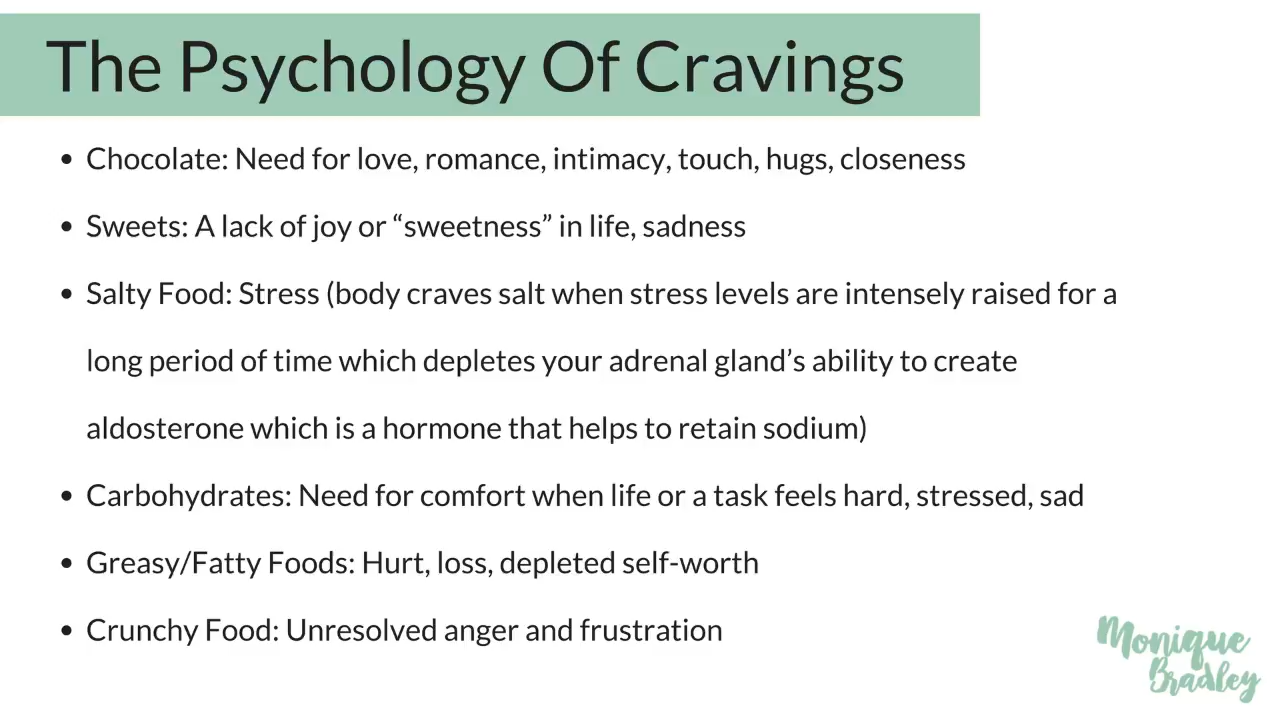 The Psychology Of Cravings
• Chocolate: Need for love, romance, intimacy, touch, hugs, closeness
• Sweets: A lack of joy or “sweetness” in life, sadness
• Salty Food: Stress (body craves salt when stress levels are intensely raised for a
long period of time which depletes your adrenal gland’s ability to create
aldosterone which is a hormone that helps to retain sodium)
• Carbohydrates: Need for comfort when life or a task feels hard, stressed, sad
• Greasy/Fatty Foods: Hurt, loss, depleted self-worth
• Crunchy Food: Unresolved anger and frustration
Monique
Bradley